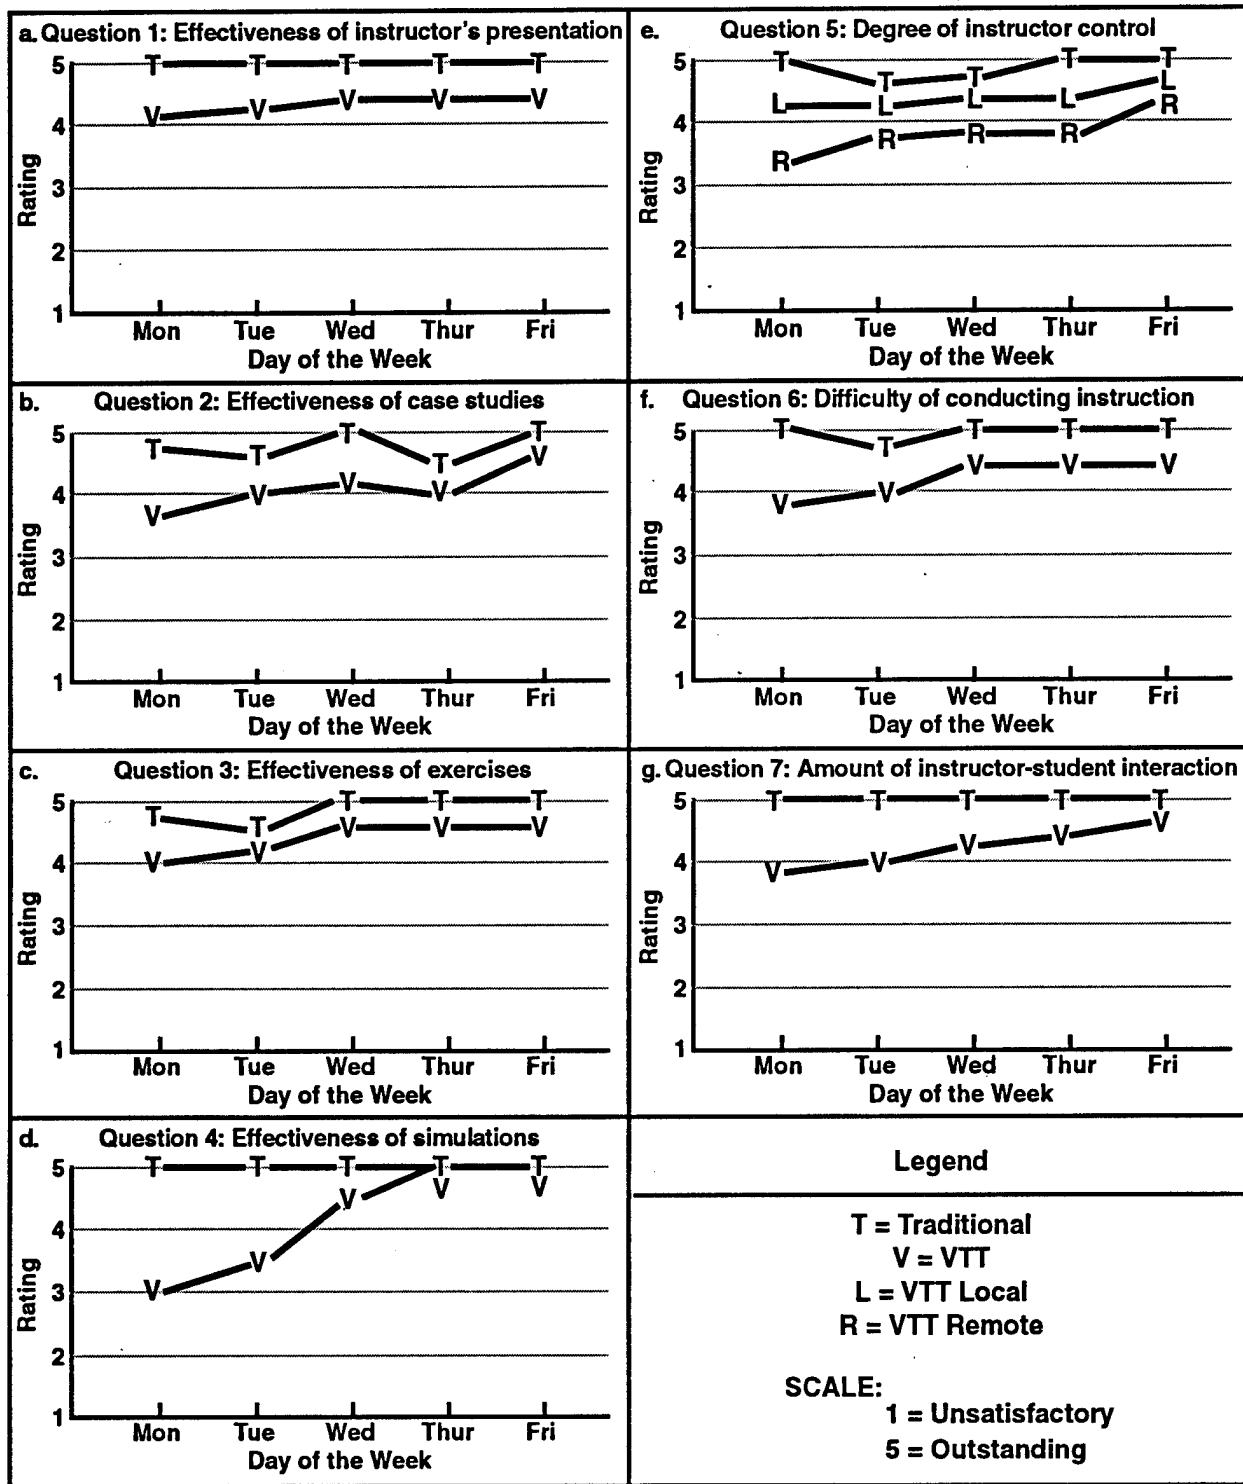 a. Question 1: Effectiveness of instructor's presentation
Rating
5
4
3
2
1
T T T T T
V V V V V
Mon Tue Wed Thur Fri
Day of the Week
b. Question 2: Effectiveness of case studies
Rating
5
4
3
2
1
T T T T T
V V V V V
Mon Tue Wed Thur Fri
Day of the Week
c. Question 3: Effectiveness of exercises
Rating
5
4
3
2
1
T T T T T
V V V V V
Mon Tue Wed Thur Fri
Day of the Week
d. Question 4: Effectiveness of simulations
Rating
5
4
3
2
1
T T T T T
V V V V V
Mon Tue Wed Thur Fri
Day of the Week
e. Question 5: Degree of instructor control
Rating
5
4
3
2
1
T T T T T
L L L L L
R R R R R
Mon Tue Wed Thur Fri
Day of the Week
f. Question 6: Difficulty of conducting instruction
Rating
5
4
3
2
1
T T T T T
V V V V V
Mon Tue Wed Thur Fri
Day of the Week
g. Question 7: Amount of instructor-student interaction
Rating
5
4
3
2
1
T T T T T
V V V V V
Mon Tue Wed Thur Fri
Day of the Week
Legend
T = Traditional
V = VTT
L = VTT Local
R = VTT Remote
SCALE:
1 = Unsatisfactory
5 = Outstanding